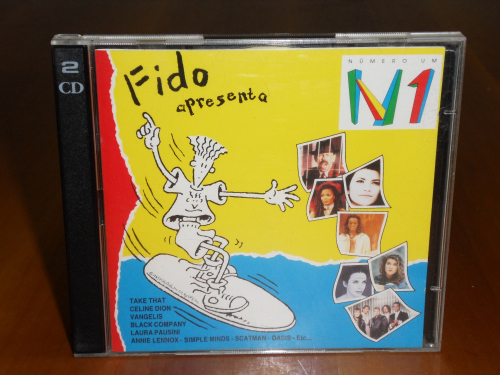 2
CD
Fido
apresenta
NÚMERO UM
N1
TAKE THAT
CELINE DION
VANGELIS
BLACK COMPANY
LAURA PAUSINI
ANNIE LENNOX - SIMPLE MINDS - SCATMAN - OASIS - Etc...